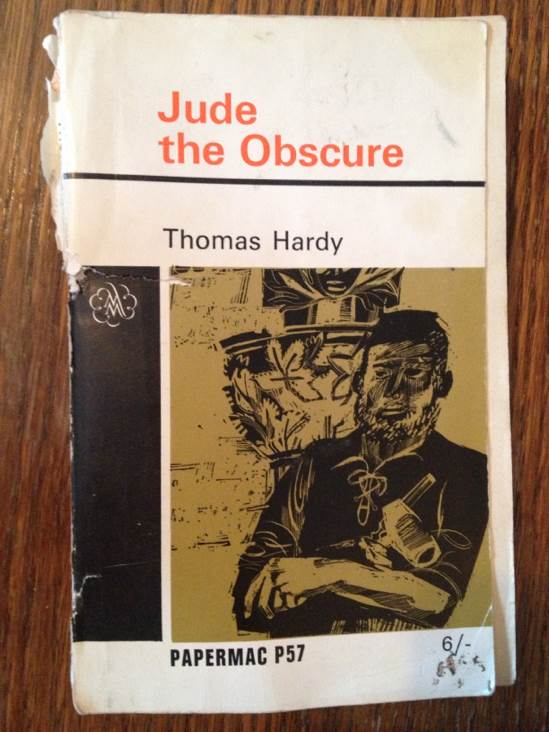 Jude
the Obscure
Thomas Hardy
M
PAPERMAC P57
6/-